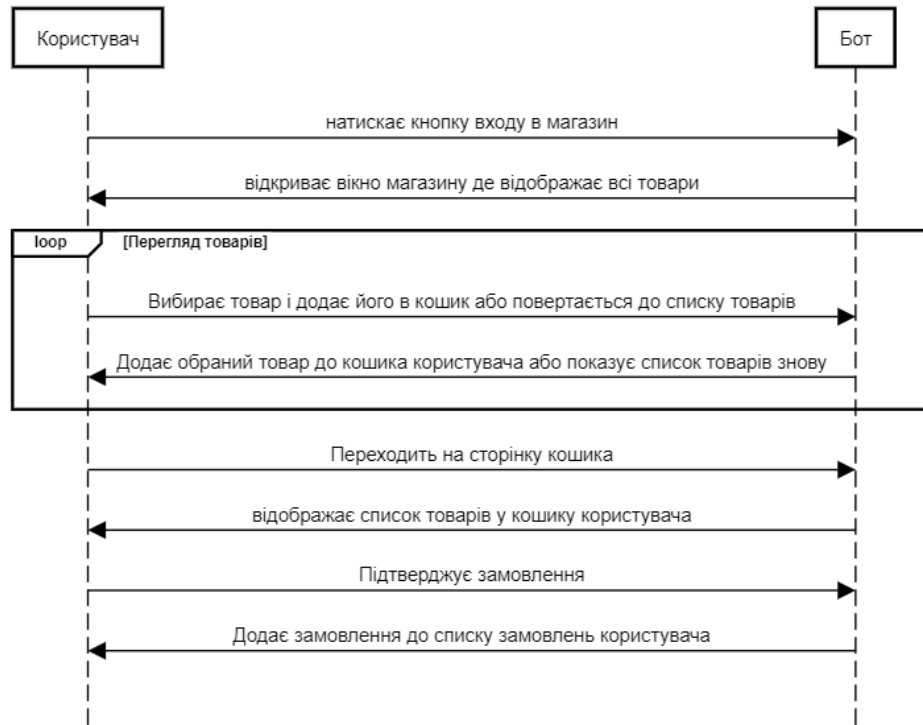 Користувач
Бот
натискає кнопку входу в магазин
відкриває вікно магазину де відображає всі товари
loop
[Перегляд товарів]
Вибирає товар і додає його в кошик або повертається до списку товарів
Додає обраний товар до кошика користувача або показує список товарів знову
Переходить на сторінку кошика
відображає список товарів у кошику користувача
Підтверджує замовлення
Додає замовлення до списку замовлень користувача